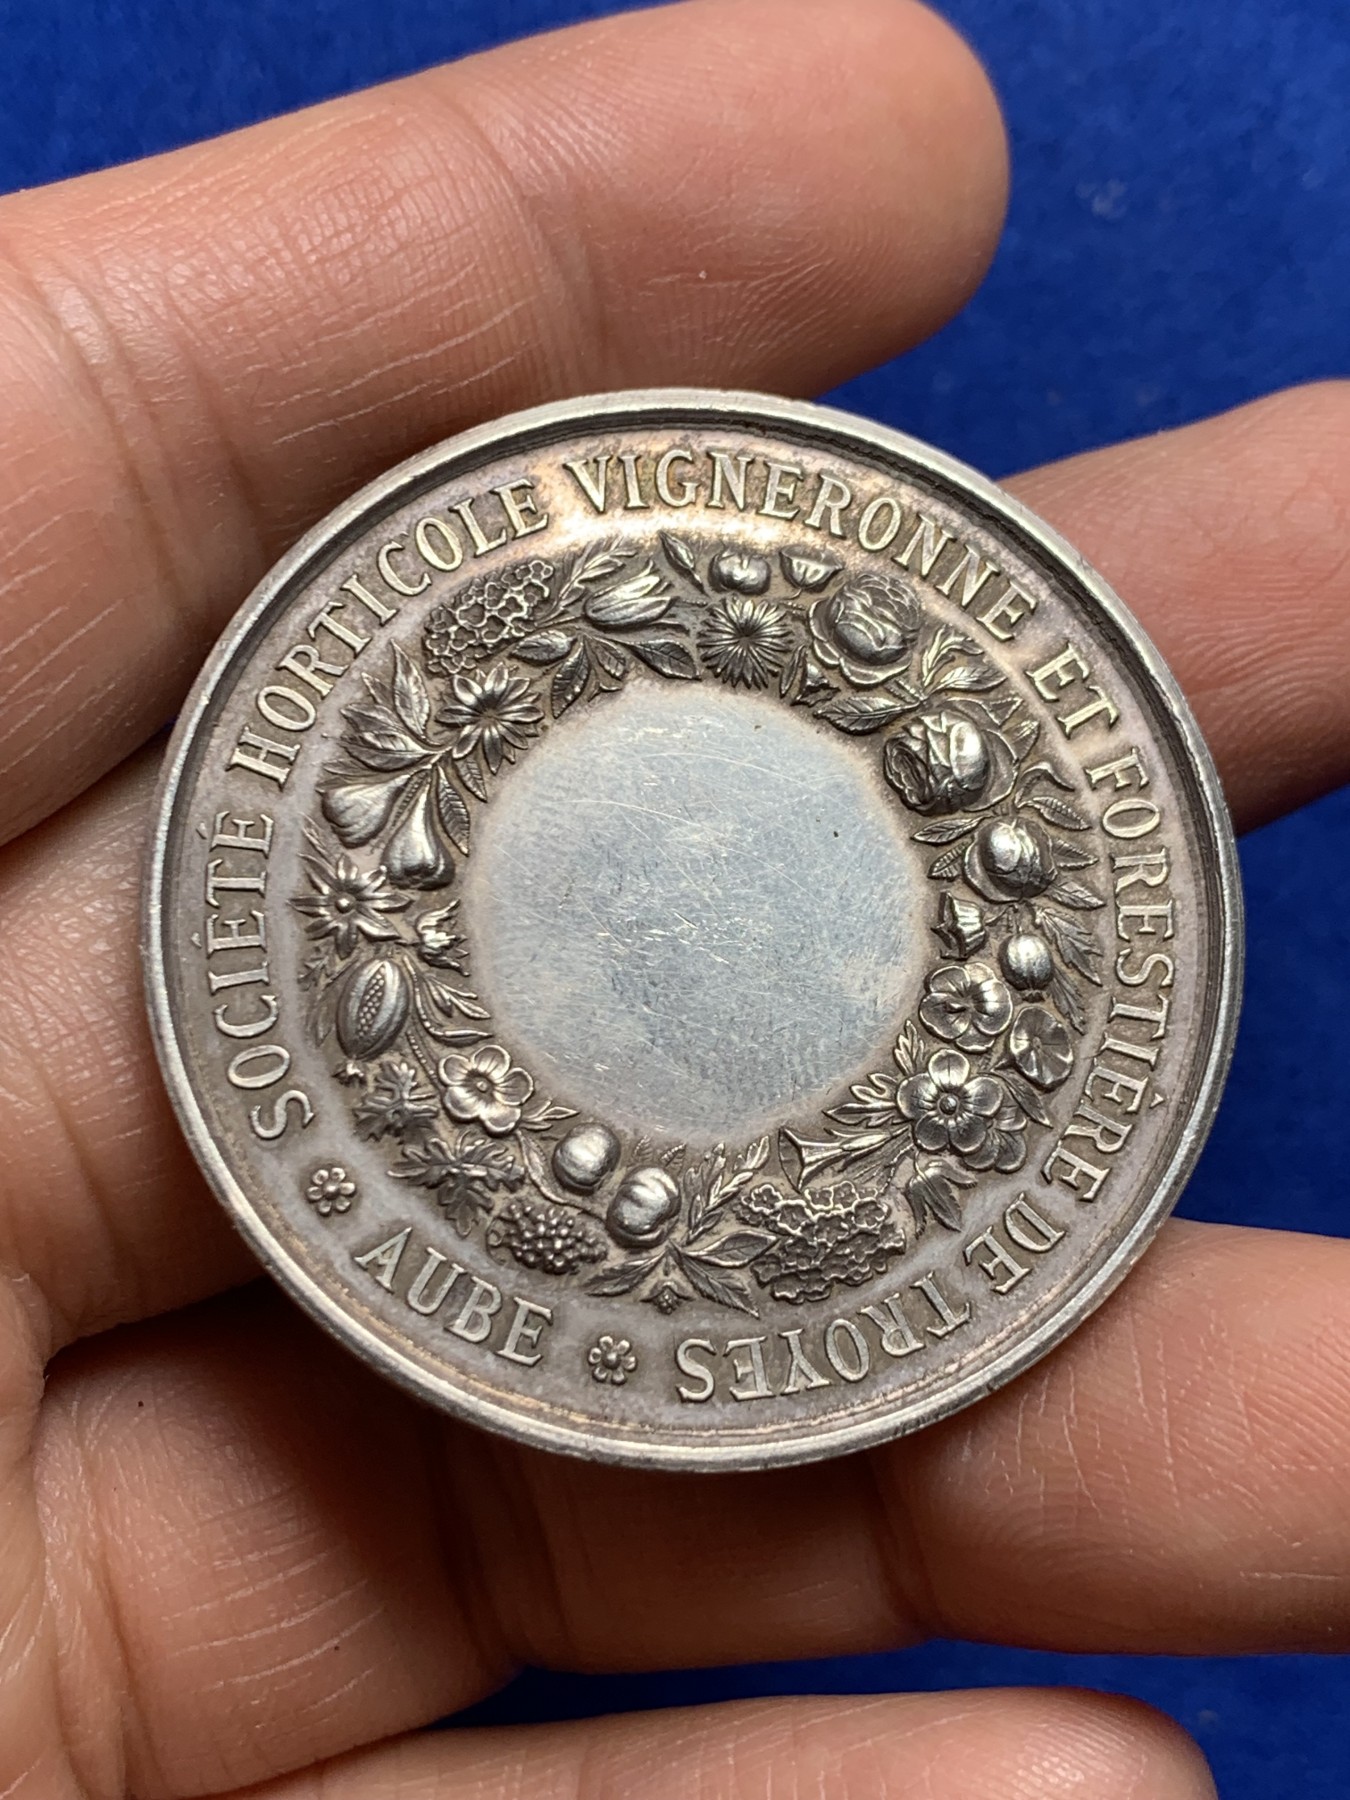 SOCIÉTÉ HORTICOLE VIGNERONNE ET FORESTIÈRE DE TROYES
AUBE